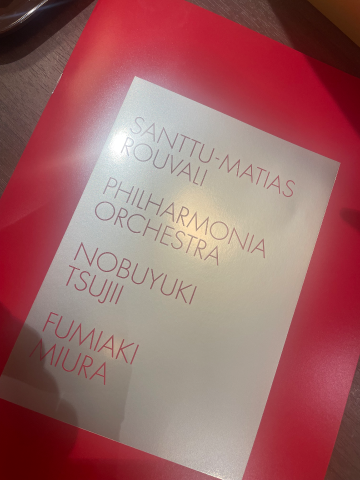 SANTTU-MATIAS
ROUVALI
PHILHARMONIA
ORCHESTRA
NOBUYUKI
TSUJII
FUMIAKI
MIURA